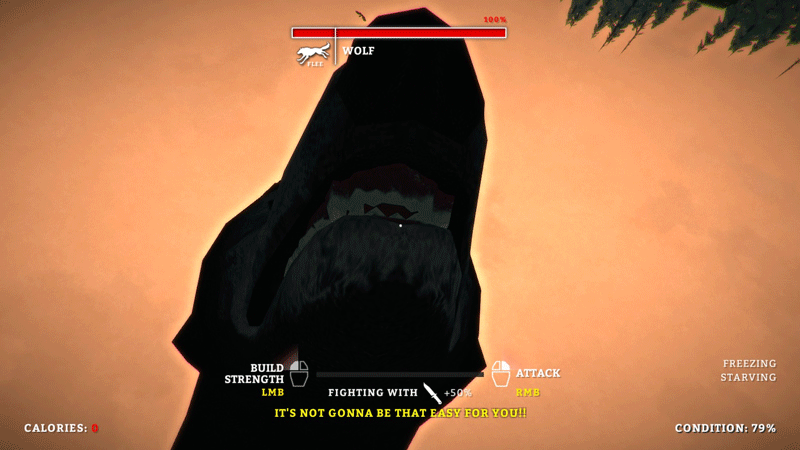 100%
FLEE
WOLF
BUILD
STRENGTH
LMB
FIGHTING WITH +50%
ATTACK
RMB
IT'S NOT GONNA BE THAT EASY FOR YOU!!
FREEZING
STARVING
CALORIES: 0
CONDITION: 79%